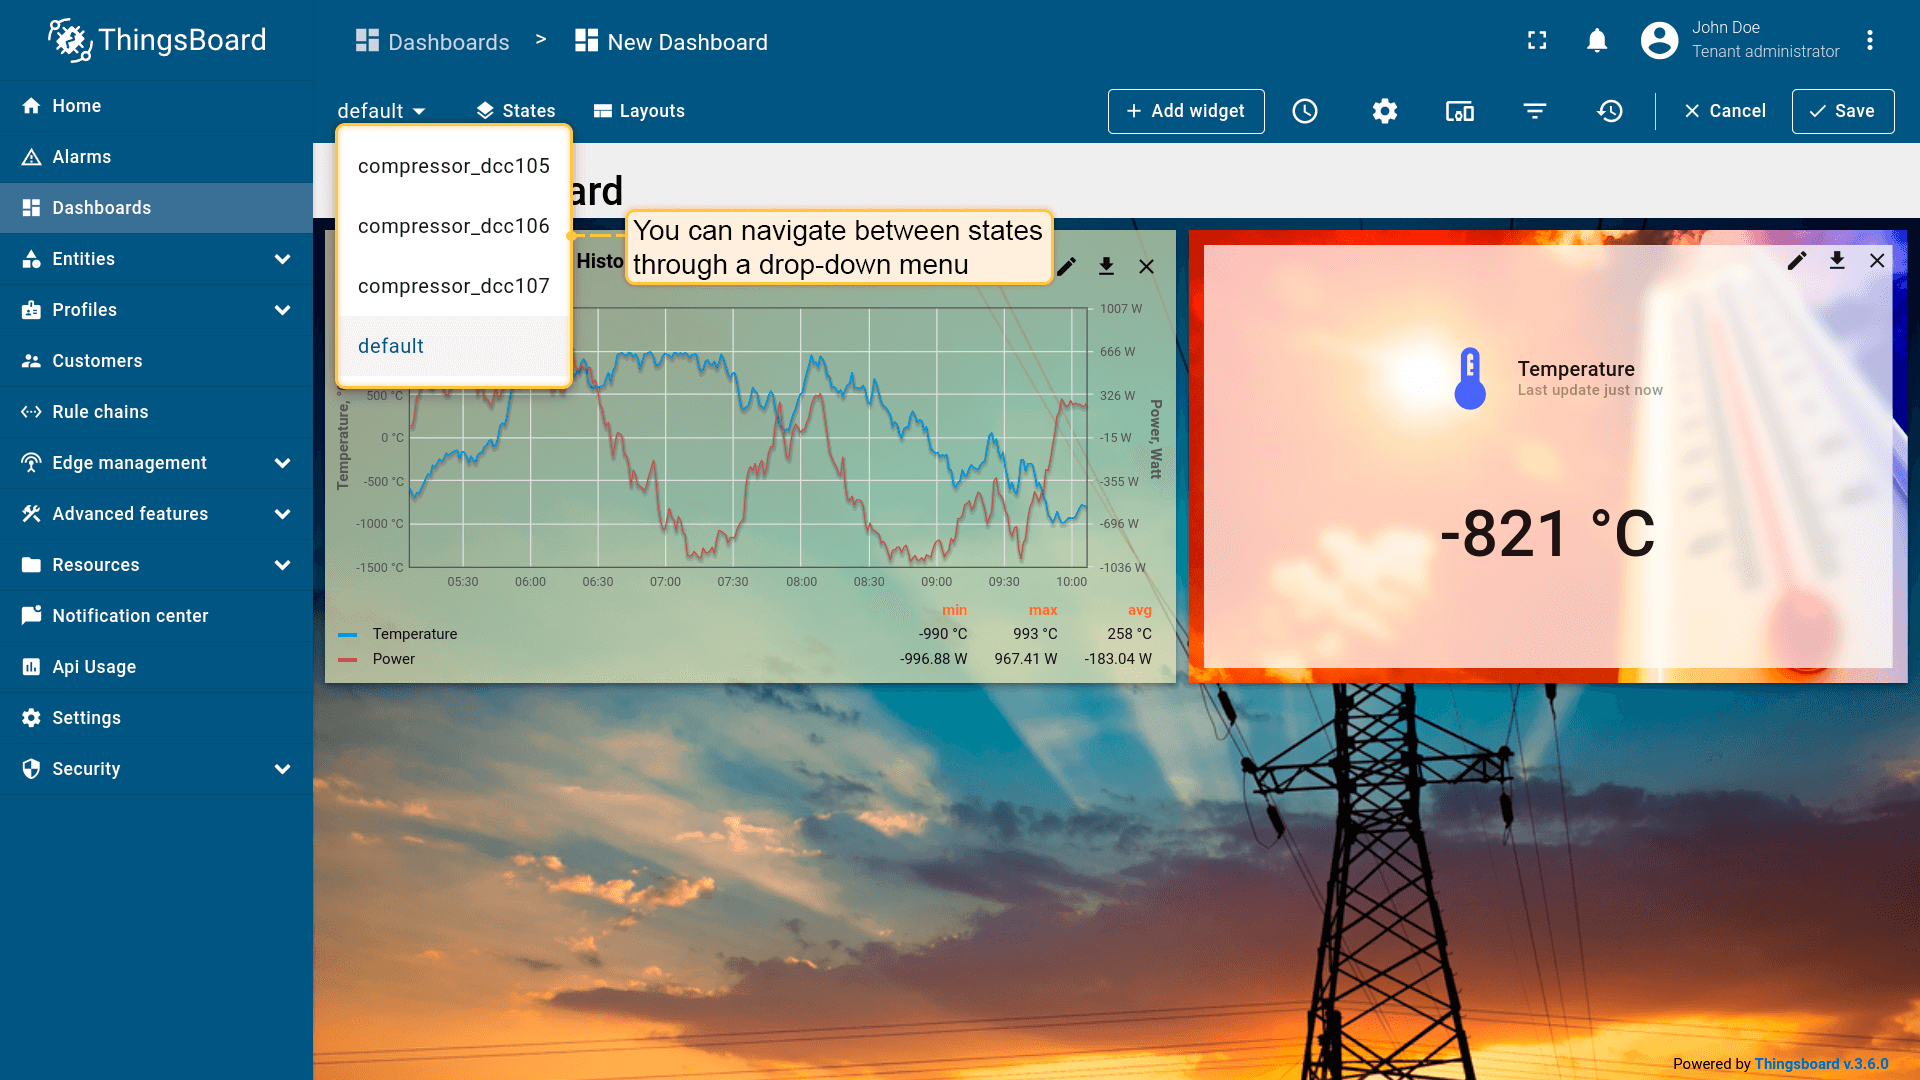 ThingsBoard
Dashboards > New Dashboard
John Doe
Tenant administrator
Home
Alarms
Dashboards
Entities
Profiles
Customers
Rule chains
Edge management
Advanced features
Resources
Notification center
Api Usage
Settings
Security
default
States
Layouts
+ Add widget
Cancel
Save
compressor_dcc105
compressor_dcc106
compressor_dcc107
default
ard
You can navigate between states
through a drop-down menu
Histo
500 °C
0 °C
-500 °C
-1000 °C
-1500 °C
Temperature,
1007 W
666 W
326 W
-15 W
-355 W
-696 W
-1036 W
Power, Watt
05:30 06:00 06:30 07:00 07:30 08:00 08:30 09:00 09:30 10:00
min max avg
Temperature -990 °C 993 °C 258 °C
Power -996.88 W 967.41 W -183.04 W
Temperature
Last update just now
-821 °C
Powered by Thingsboard v.3.6.0